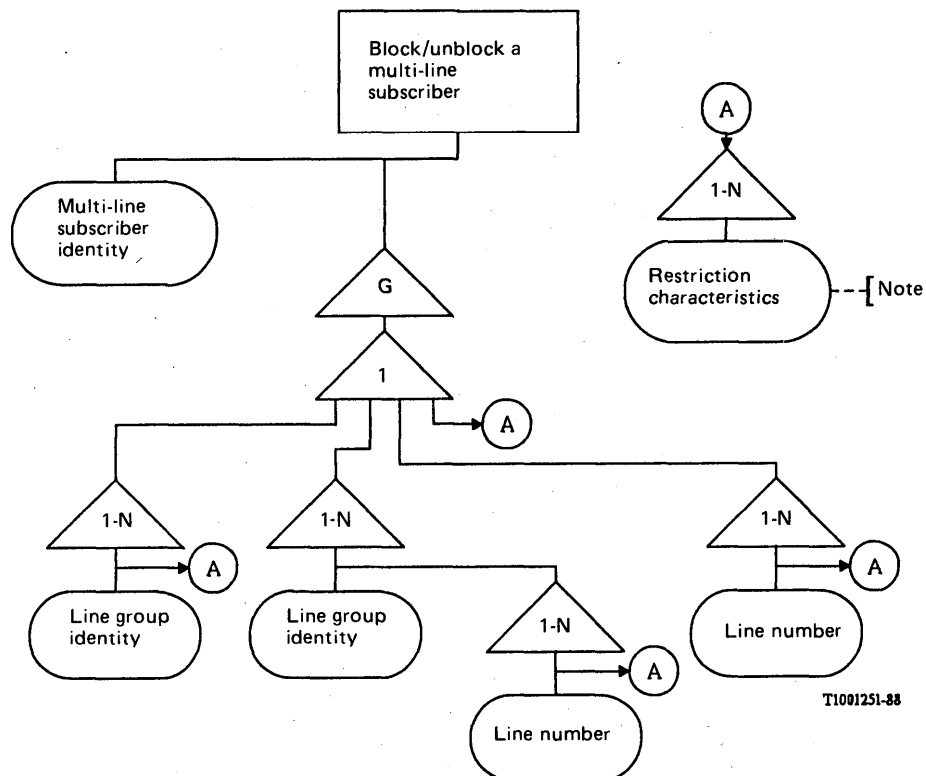 Block/unblock a
multi-line
subscriber
A
1-N
Multi-line
subscriber
identity
Restriction
characteristics
Note
G
1
A
1-N
1-N
1-N
A
A
Line group
identity
Line group
identity
1-N
Line number
A
T1001251-88
Line number